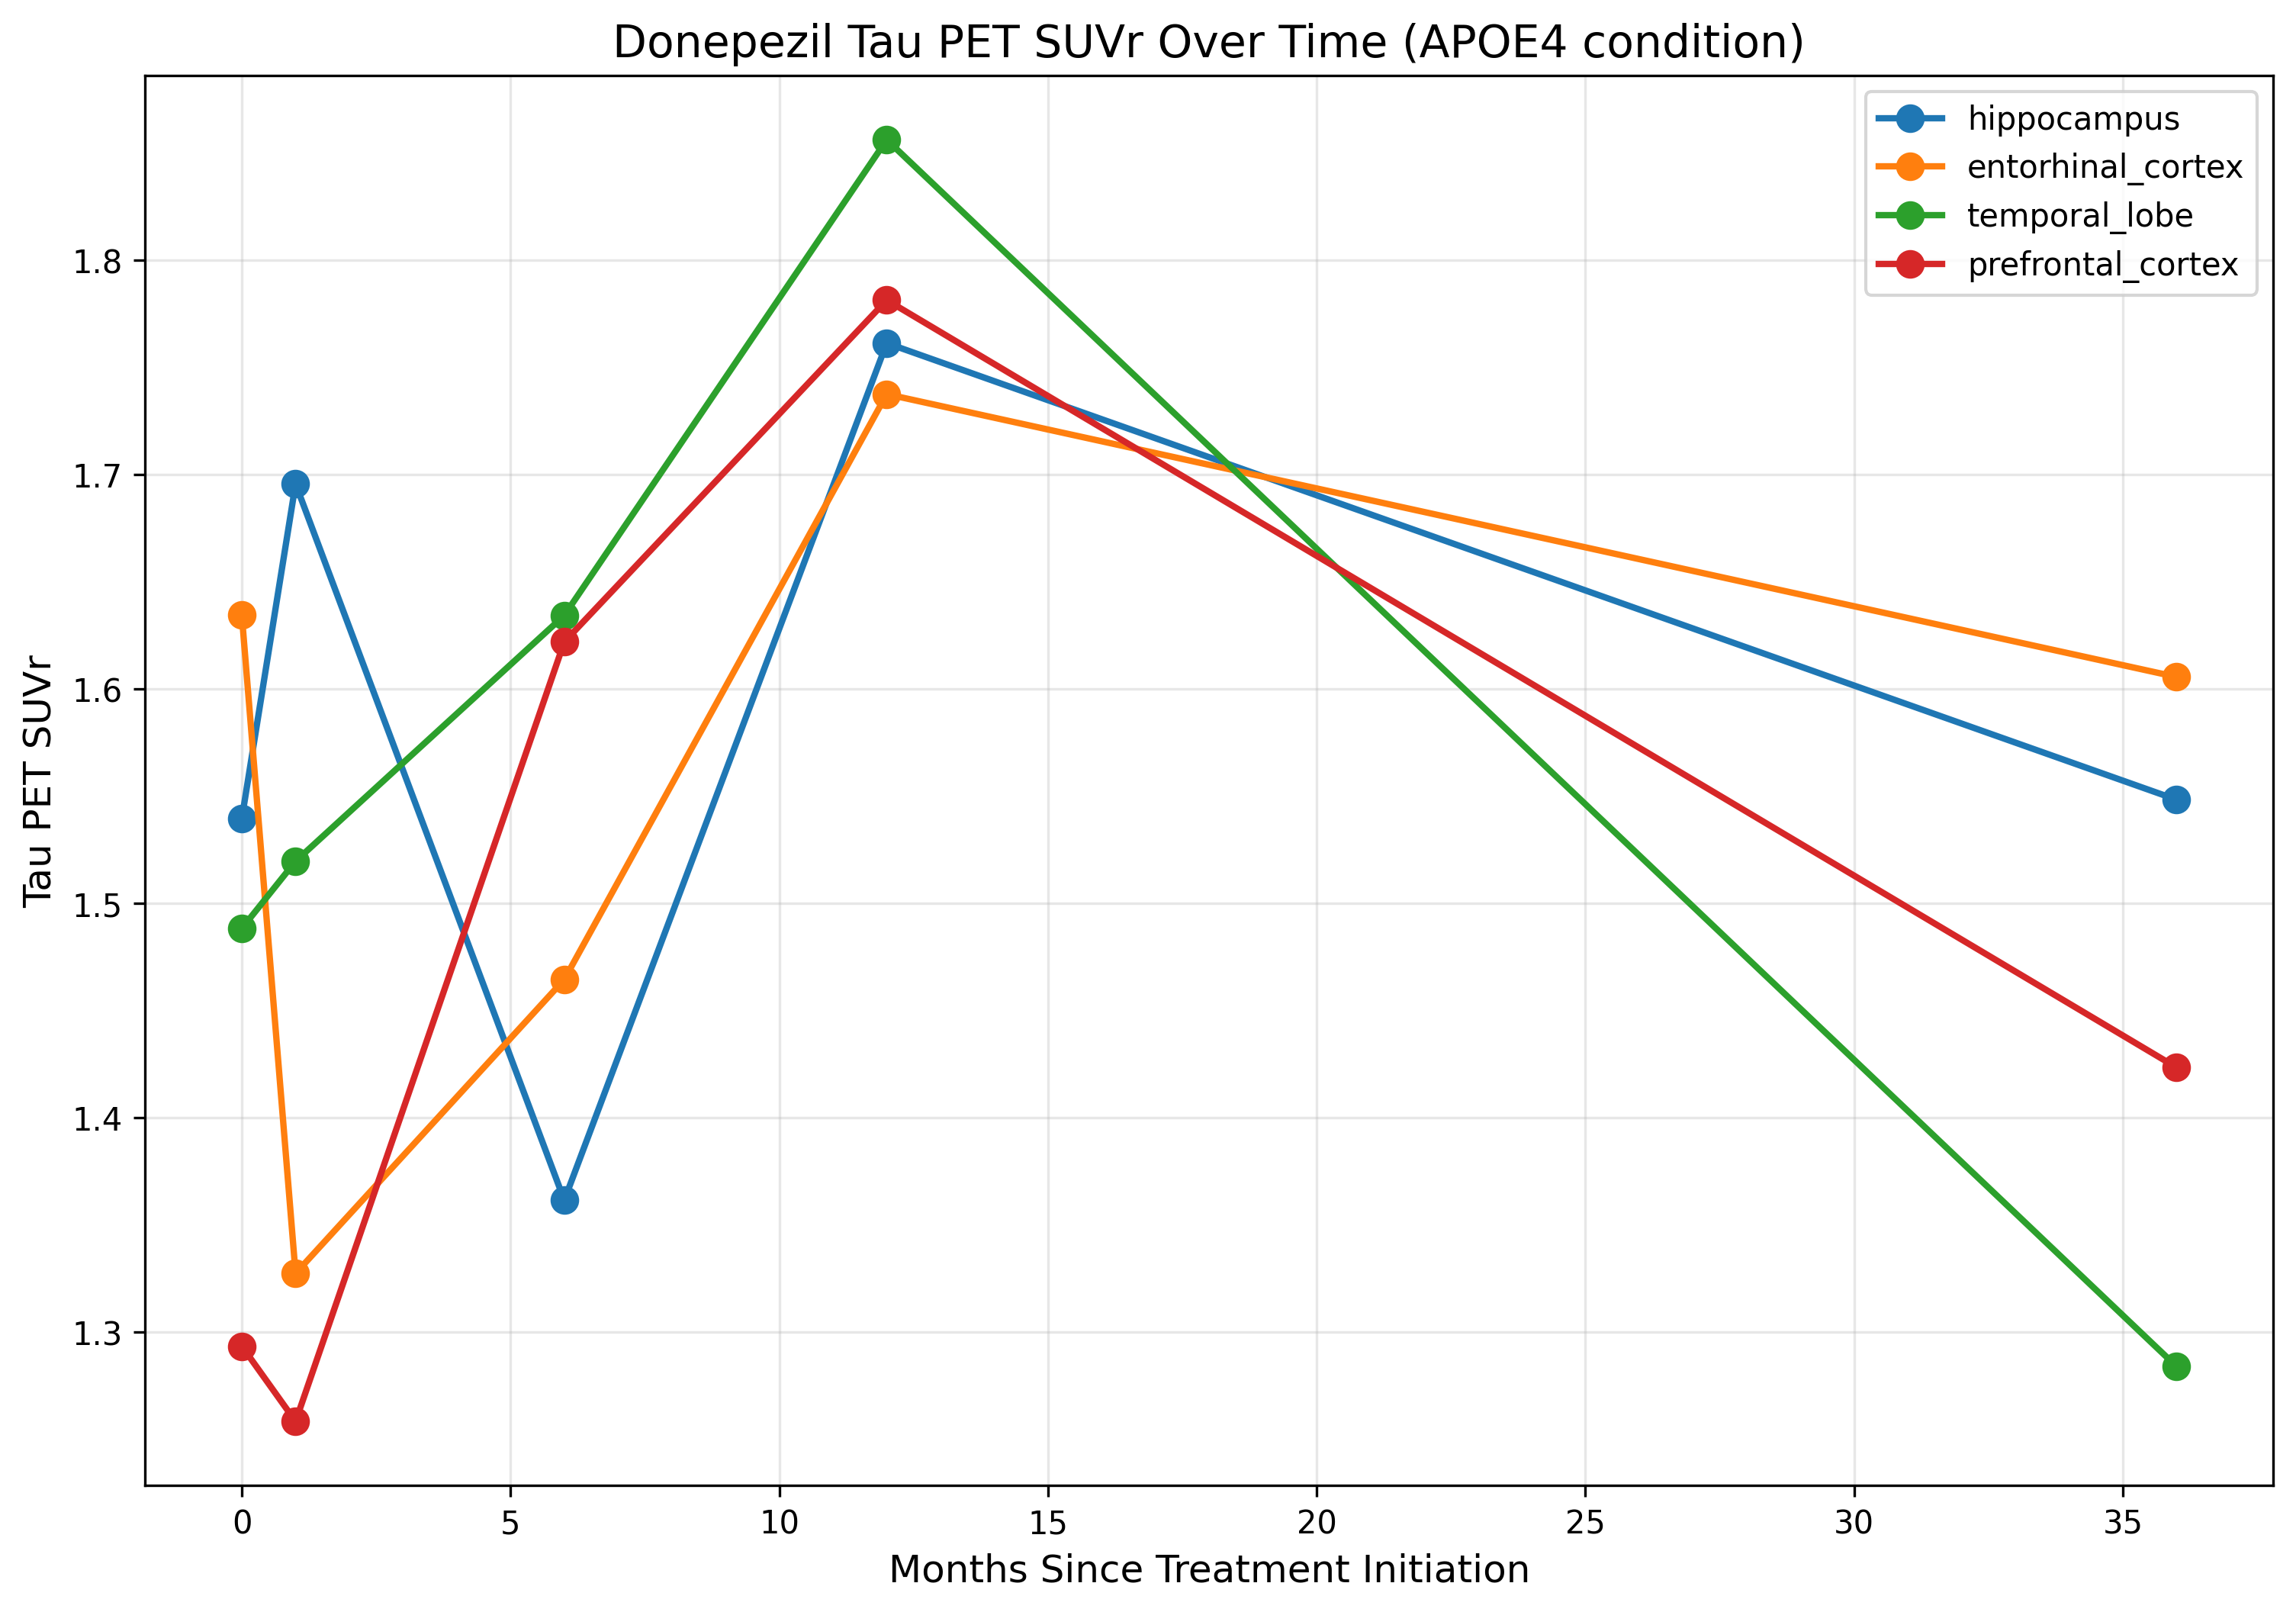 Donepezil Tau PET SUVr Over Time (APOE4 condition)
hippocampus
entorhinal_cortex
temporal_lobe
prefrontal_cortex
Tau PET SUVr
1.8
1.7
1.6
1.5
1.4
1.3
0 5 10 15 20 25 30 35
Months Since Treatment Initiation